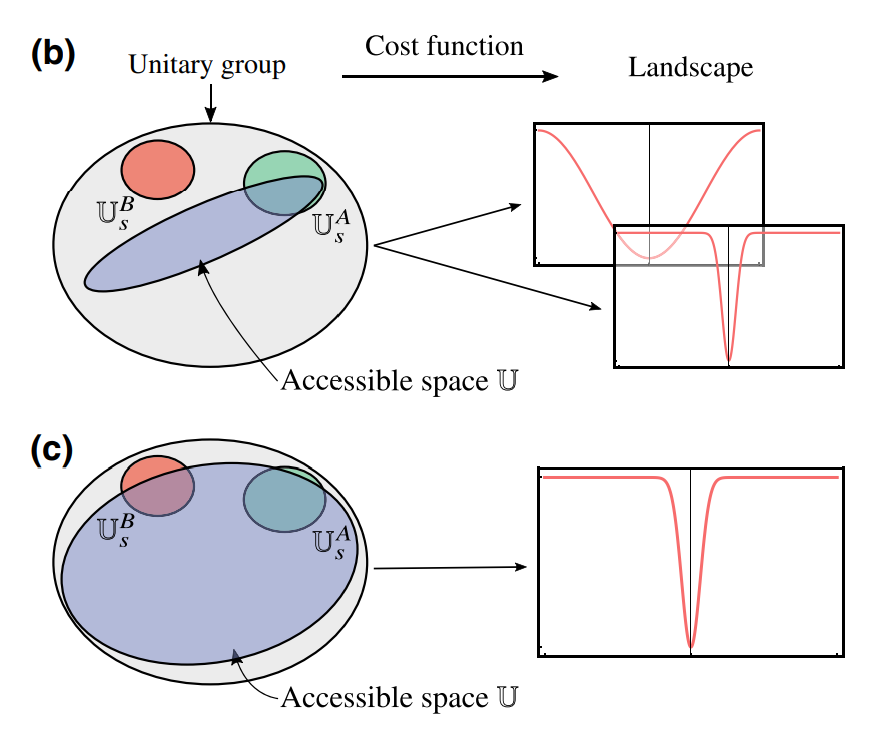 (b)
Cost function
Unitary group
Landscape
𝕌_s^B
𝕌_s^A
Accessible space 𝕌
(c)
𝕌_s^B
𝕌_s^A
Accessible space 𝕌